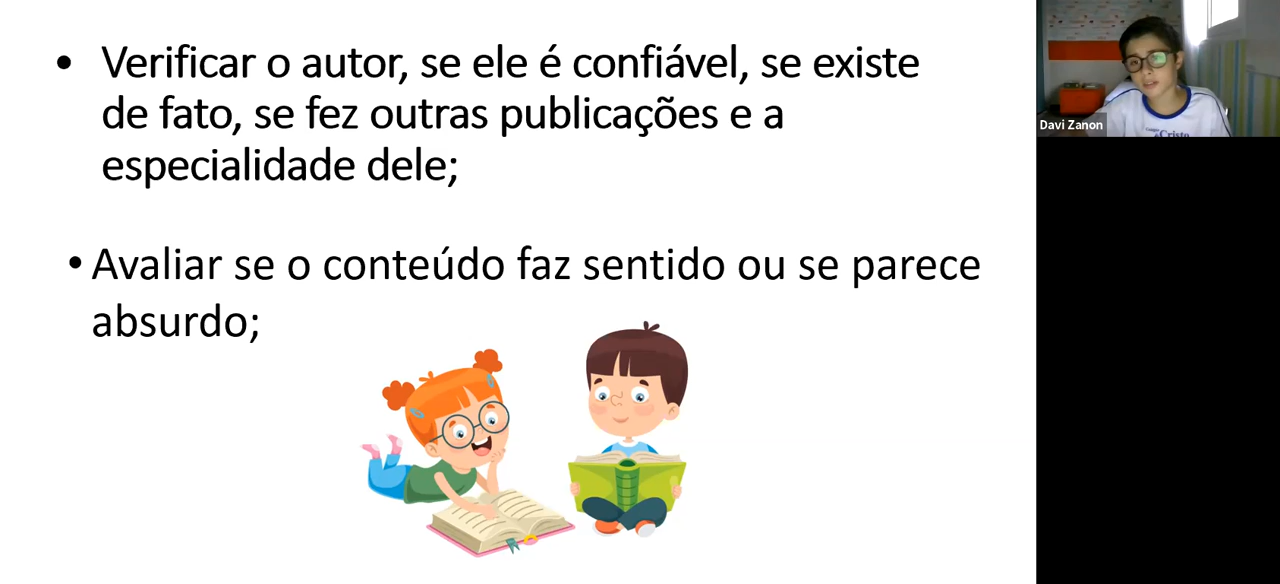 • Verificar o autor, se ele é confiável, se existe
de fato, se fez outras publicações e a
especialidade dele;
• Avaliar se o conteúdo faz sentido ou se parece
absurdo;
Davi Zanon
Cristo